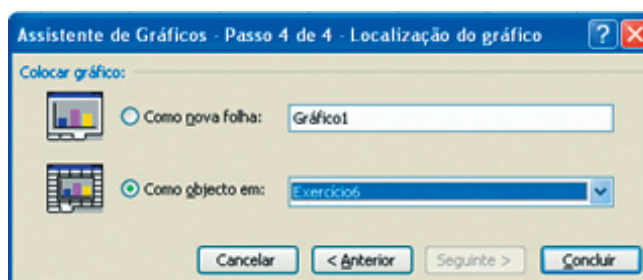 Assistente de Gráficos - Passo 4 de 4 - Localização do gráfico
Colocar gráfico:
Como nova folha: Gráfico1
Como objecto em: Exercício6
Cancelar < Anterior Seguinte > Concluir